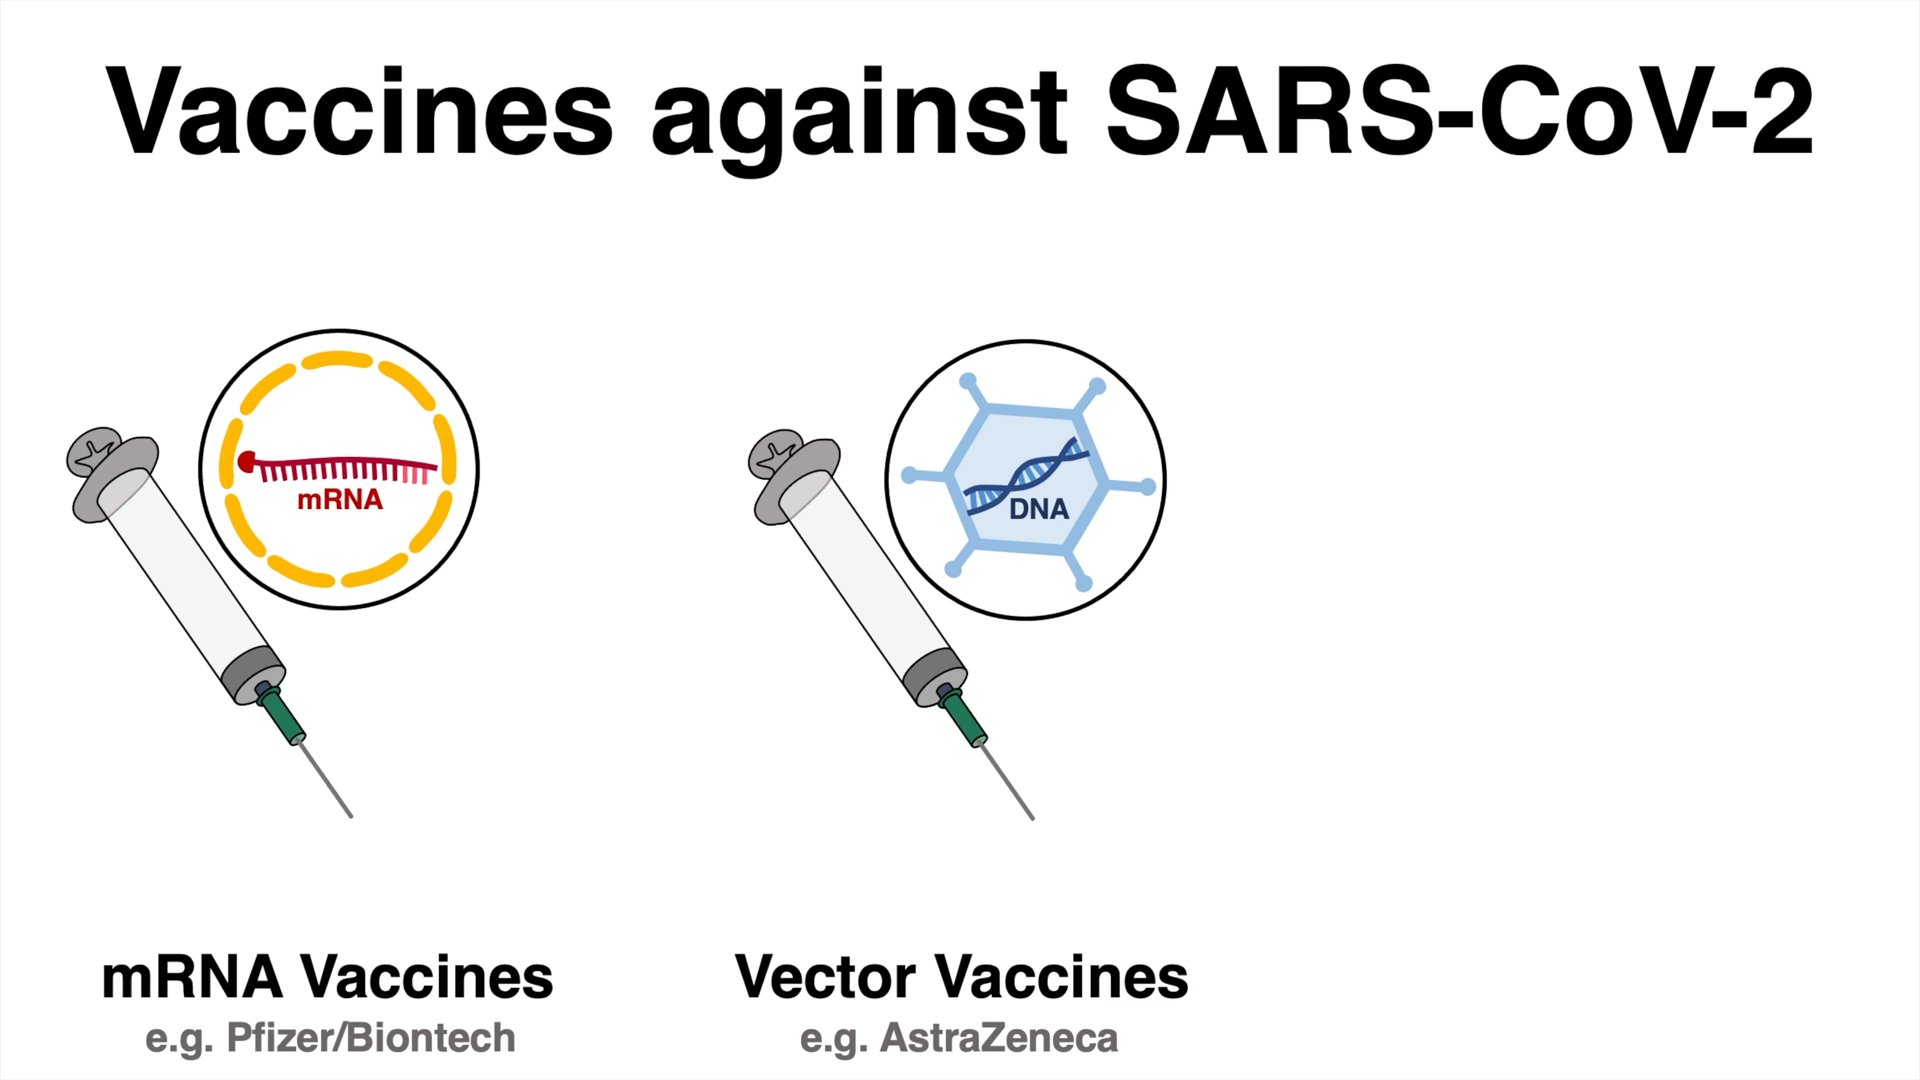 Vaccines against SARS-CoV-2
mRNA
DNA
mRNA Vaccines
e.g. Pfizer/Biontech
Vector Vaccines
e.g. AstraZeneca